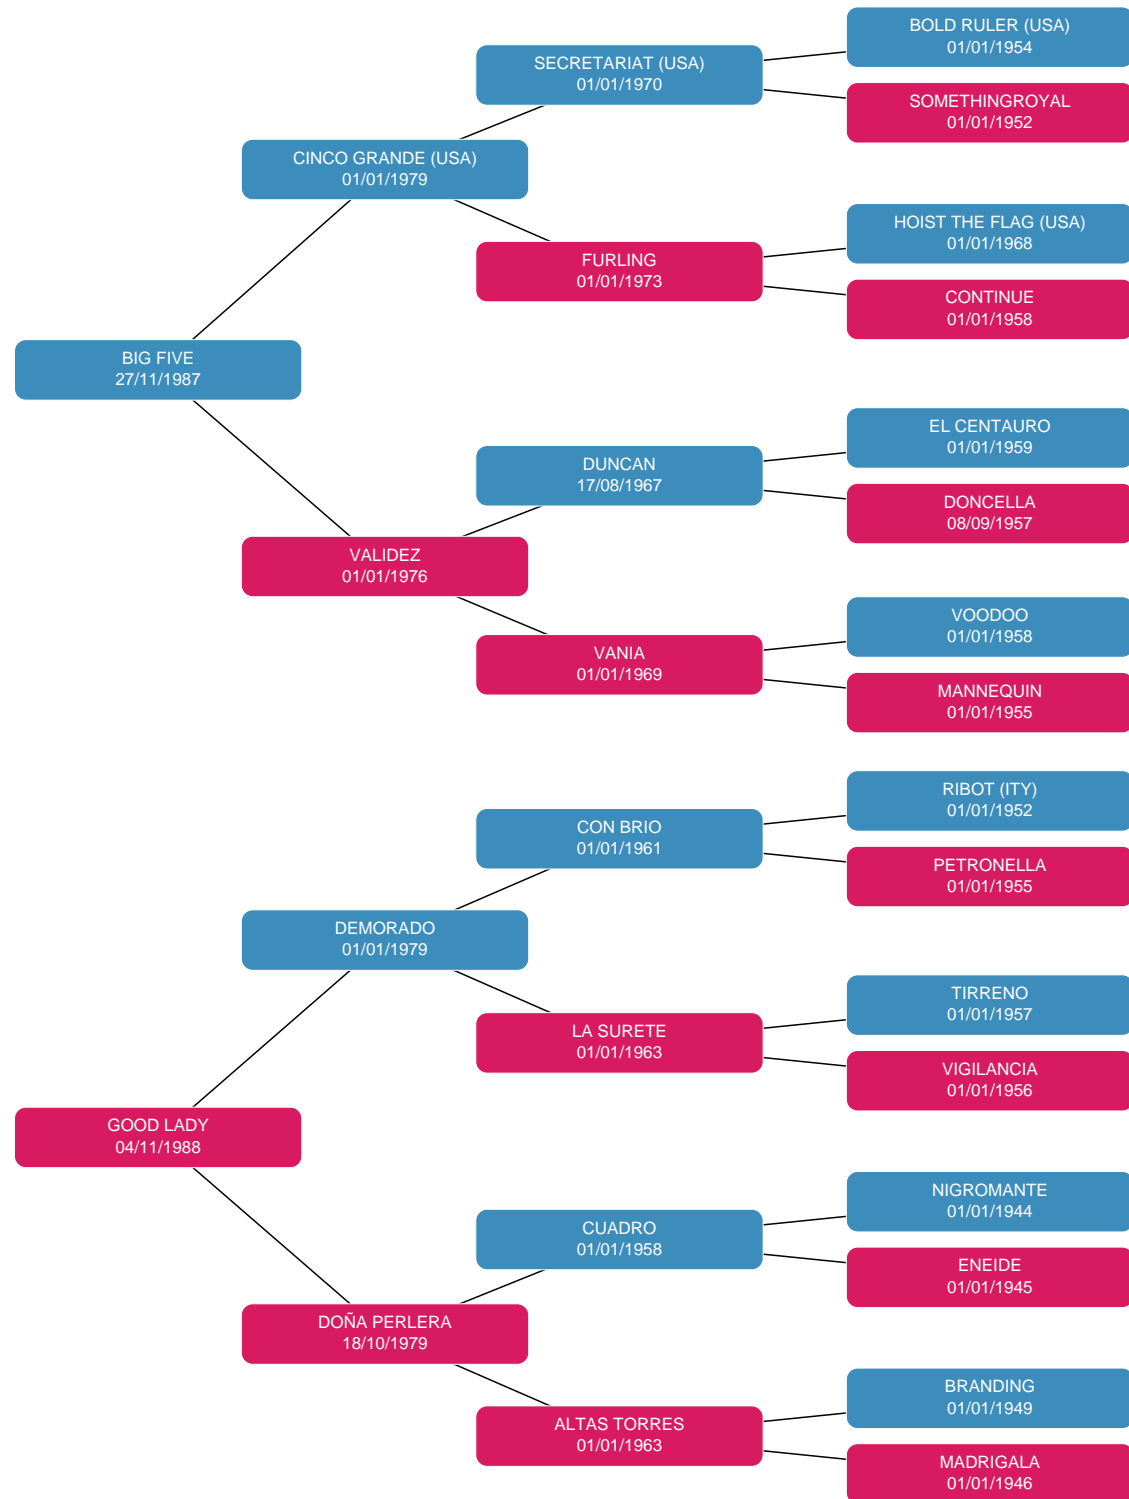 BOLD RULER (USA)
01/01/1954
SECRETARIAT (USA)
01/01/1970
SOMETHINGROYAL
01/01/1952
CINCO GRANDE (USA)
01/01/1979
HOIST THE FLAG (USA)
01/01/1968
FURLING
01/01/1973
CONTINUE
01/01/1958
BIG FIVE
27/11/1987
EL CENTAURO
01/01/1959
DUNCAN
17/08/1967
DONCELLA
08/09/1957
VALIDEZ
01/01/1976
VOODOO
01/01/1958
VANIA
01/01/1969
MANNEQUIN
01/01/1955
RIBOT (ITY)
01/01/1952
CON BRIO
01/01/1961
PETRONELLA
01/01/1955
DEMORADO
01/01/1979
TIRRENO
01/01/1957
LA SURETE
01/01/1963
VIGILANCIA
01/01/1956
GOOD LADY
04/11/1988
NIGROMANTE
01/01/1944
CUADRO
01/01/1958
ENEIDE
01/01/1945
DOÑA PERLERA
18/10/1979
BRANDING
01/01/1949
ALTAS TORRES
01/01/1963
MADRIGALA
01/01/1946